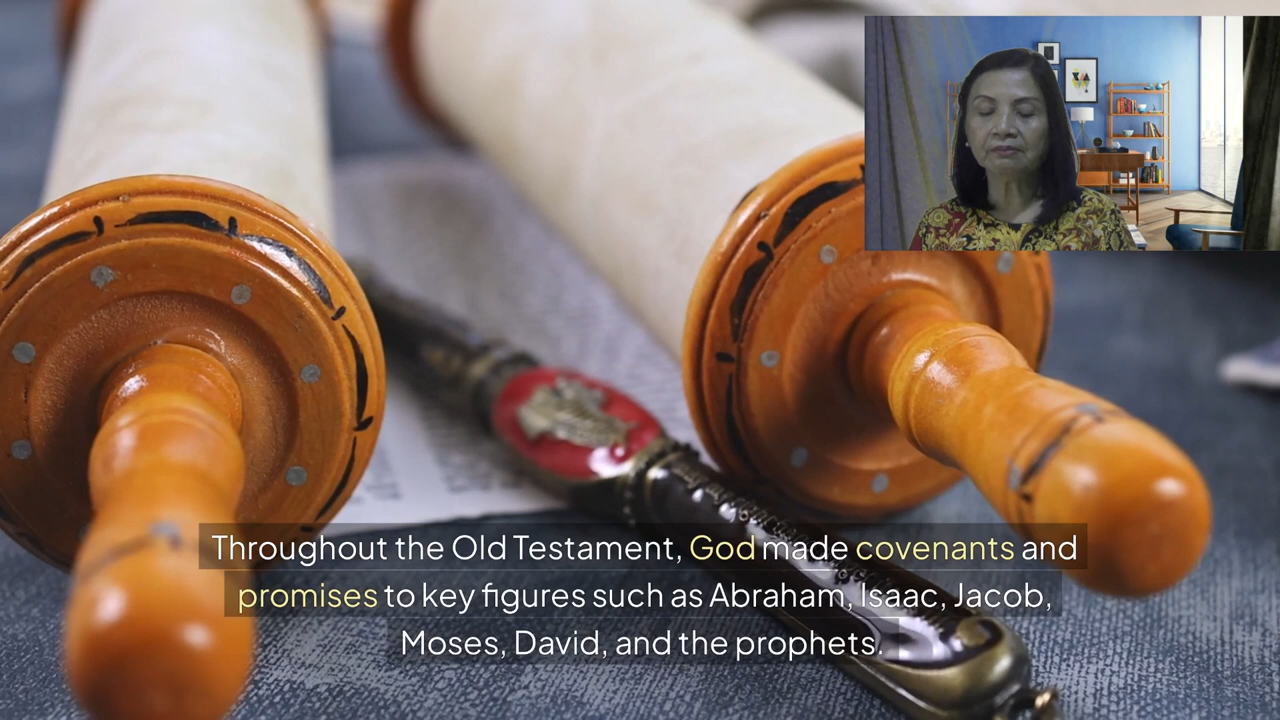 Throughout the Old Testament, God made covenants and
promises to key figures such as Abraham, Isaac, Jacob,
Moses, David, and the prophets.